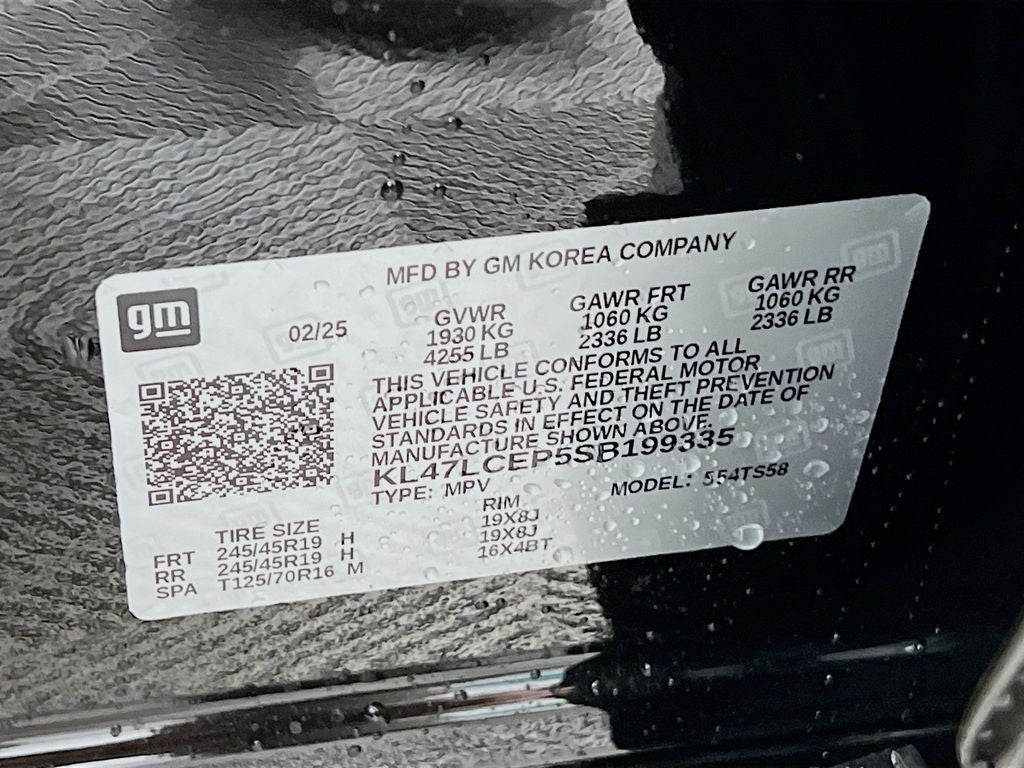 MFD BY GM KOREA COMPANY
gm
02/25
GVWR
1930 KG
4255 LB
GAWR FRT
1060 KG
2336 LB
GAWR RR
1060 KG
2336 LB
THIS VEHICLE CONFORMS TO ALL
APPLICABLE U.S. FEDERAL MOTOR
VEHICLE SAFETY AND THEFT PREVENTION
STANDARDS IN EFFECT ON THE DATE OF
MANUFACTURE SHOWN ABOVE.
KL47LCEP5SB199335
TYPE: MPV MODEL: 554TS58
TIRE SIZE RIM
FRT 245/45R19 H 19X8J
RR 245/45R19 H 19X8J
SPA T125/70R16 M 16X4BT